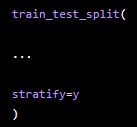 train_test_split(
...
stratify=y
)